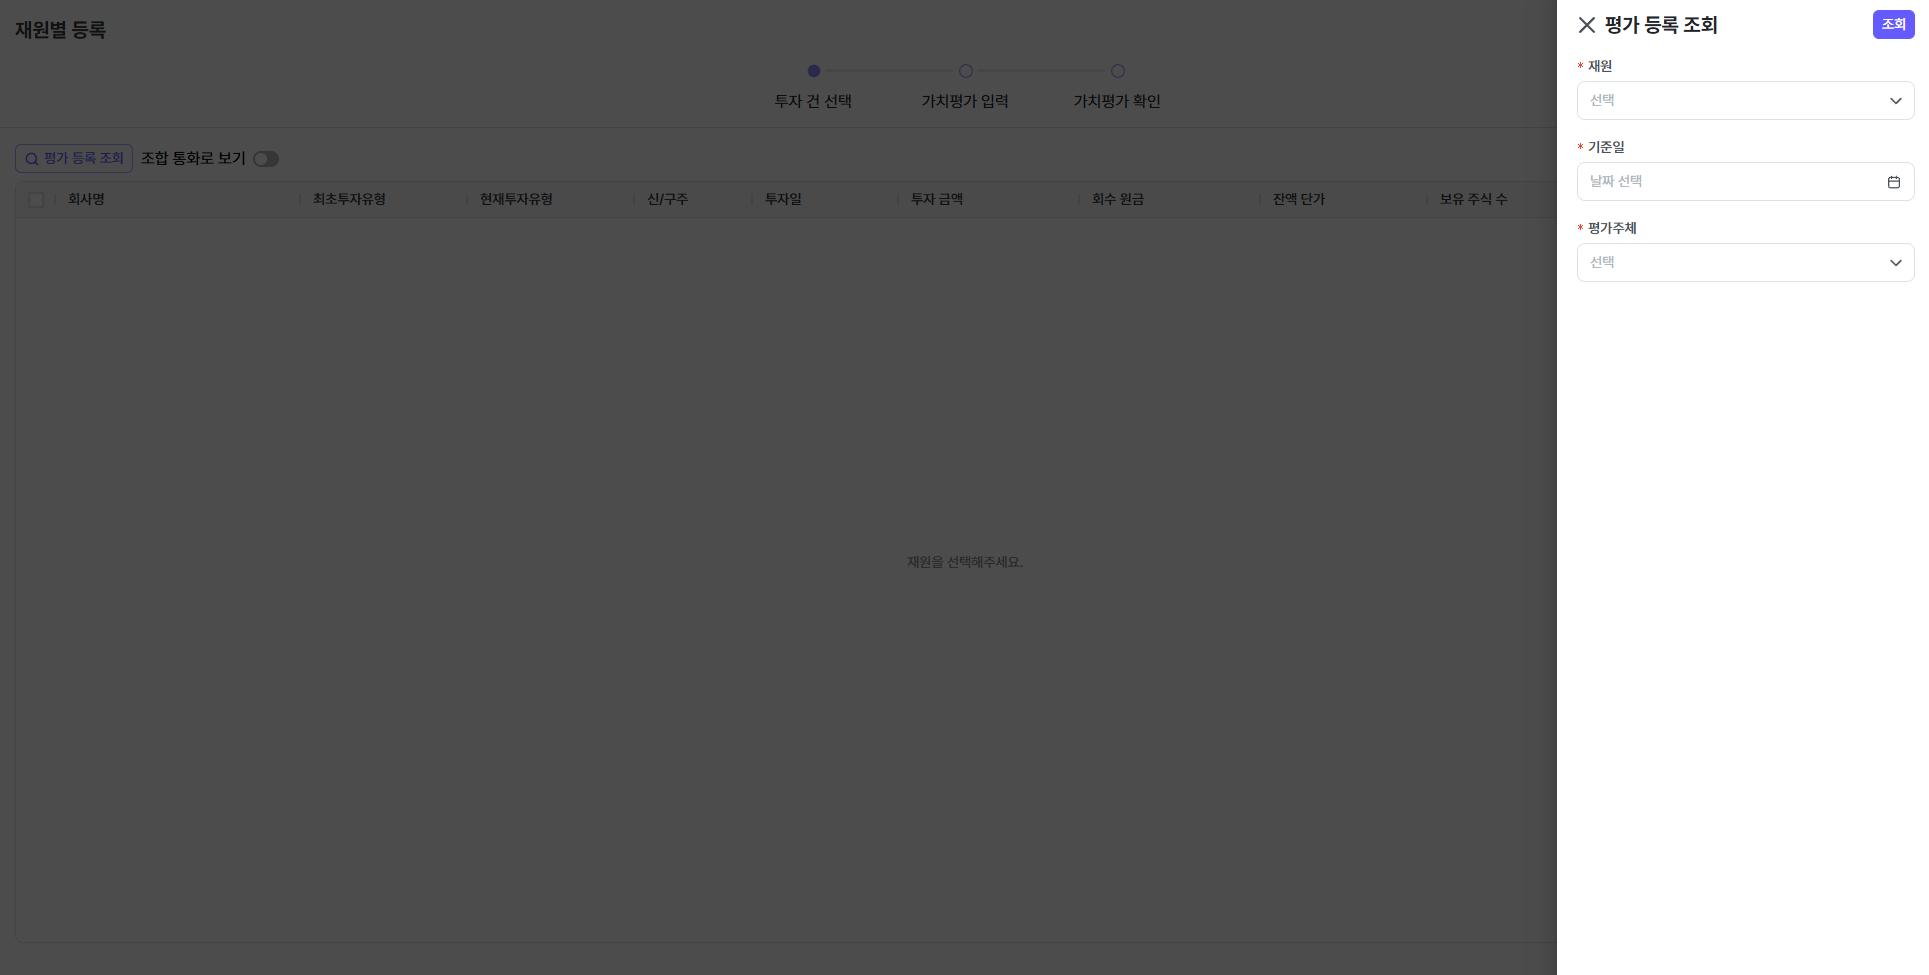 재원별 등록
투자 건 선택
가치평가 입력
가치평가 확인
평가 등록 조회
조합 통화로 보기
회사명
최초투자유형
현재투자유형
신/구주
투자일
투자 금액
회수 원금
잔액 단가
보유 주식 수
재원을 선택해주세요.
평가 등록 조회
조회
* 재원
선택
* 기준일
날짜 선택
* 평가주체
선택